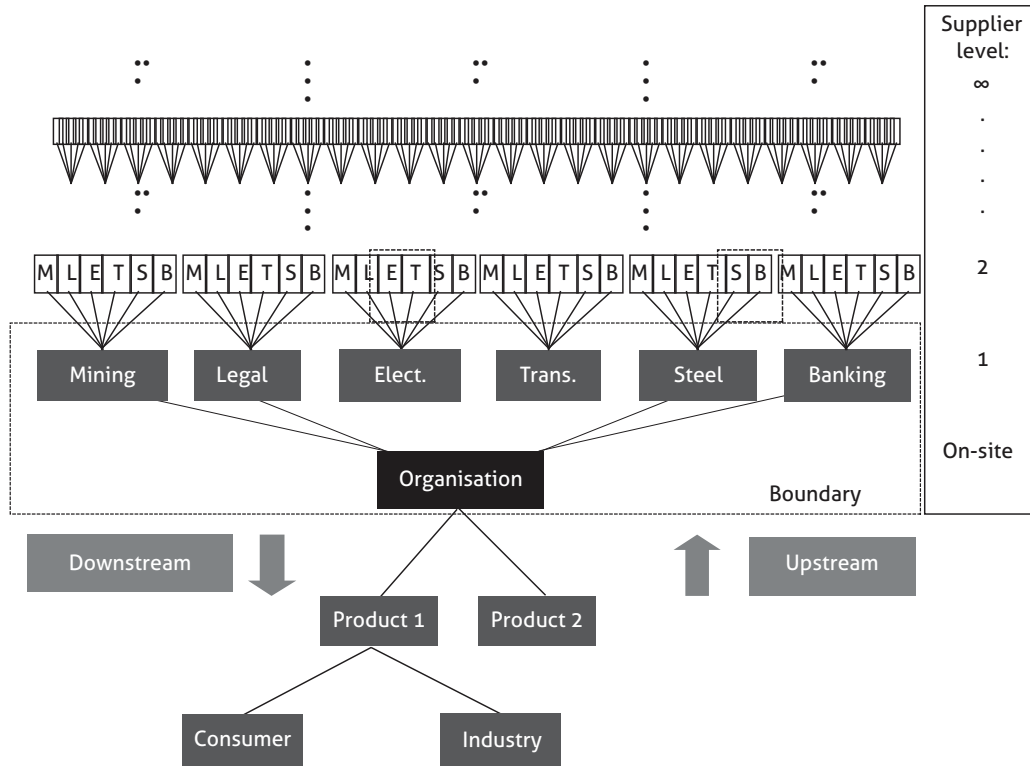 Supplier
level:
∞
M L E T S B M L E T S B M L E T S B M L E T S B M L E T S B M L E T S B
2
Mining Legal Elect. Trans. Steel Banking
1
On-site
Organisation
Boundary
Downstream Upstream
Product 1 Product 2
Consumer Industry